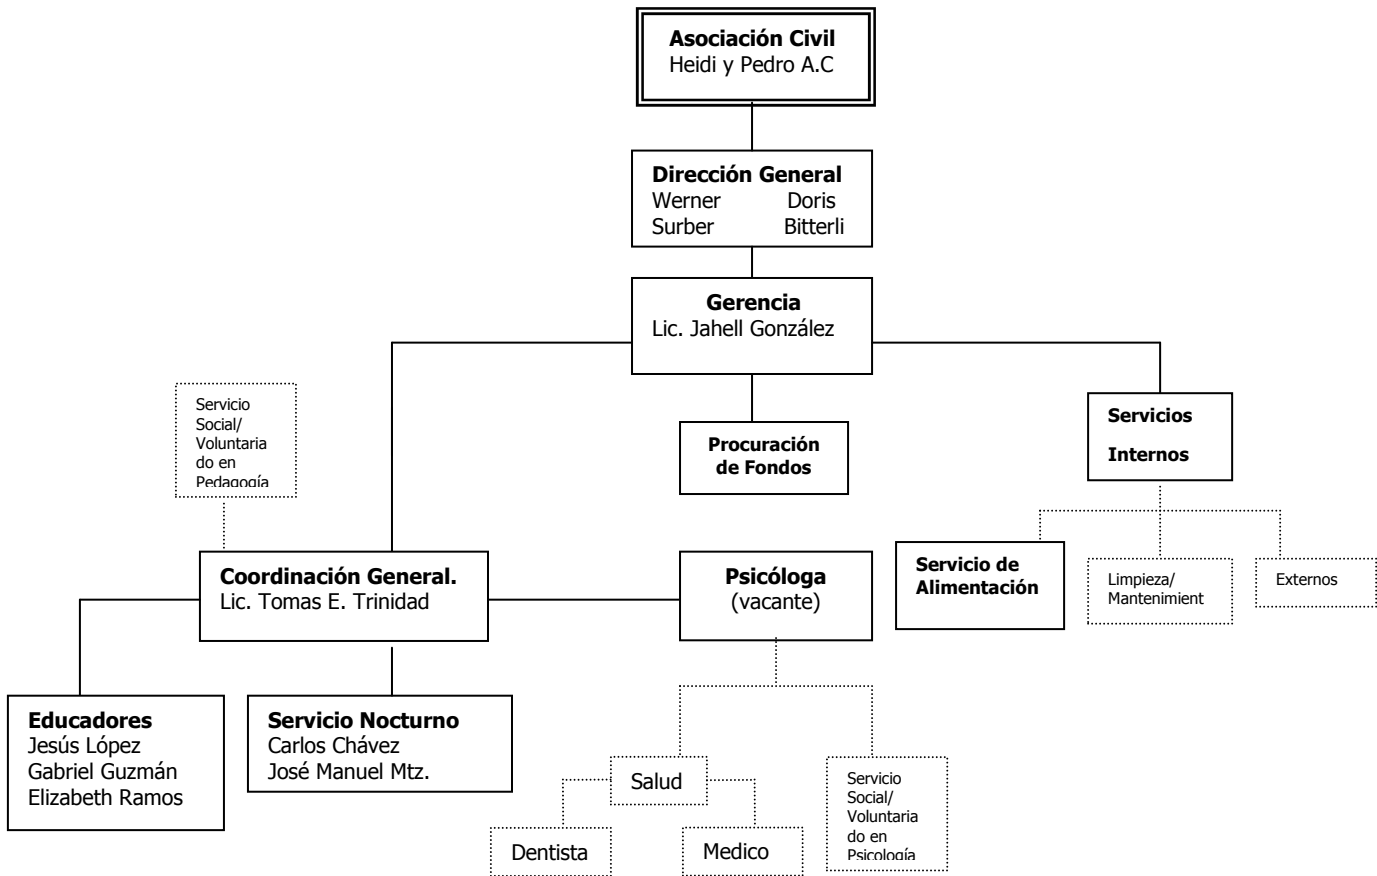 Asociación Civil
Heidi y Pedro A.C
Dirección General
Werner Doris
Surber Bitterli
Gerencia
Lic. Jahell González
Servicio
Social/
Voluntaria
do en
Pedagogía
Procuración
de Fondos
Servicios
Internos
Coordinación General.
Lic. Tomas E. Trinidad
Psicóloga
(vacante)
Servicio de
Alimentación
Limpieza/
Mantenimient
Externos
Educadores
Jesús López
Gabriel Guzmán
Elizabeth Ramos
Servicio Nocturno
Carlos Chávez
José Manuel Mtz.
Salud
Dentista
Medico
Servicio
Social/
Voluntaria
do en
Psicología